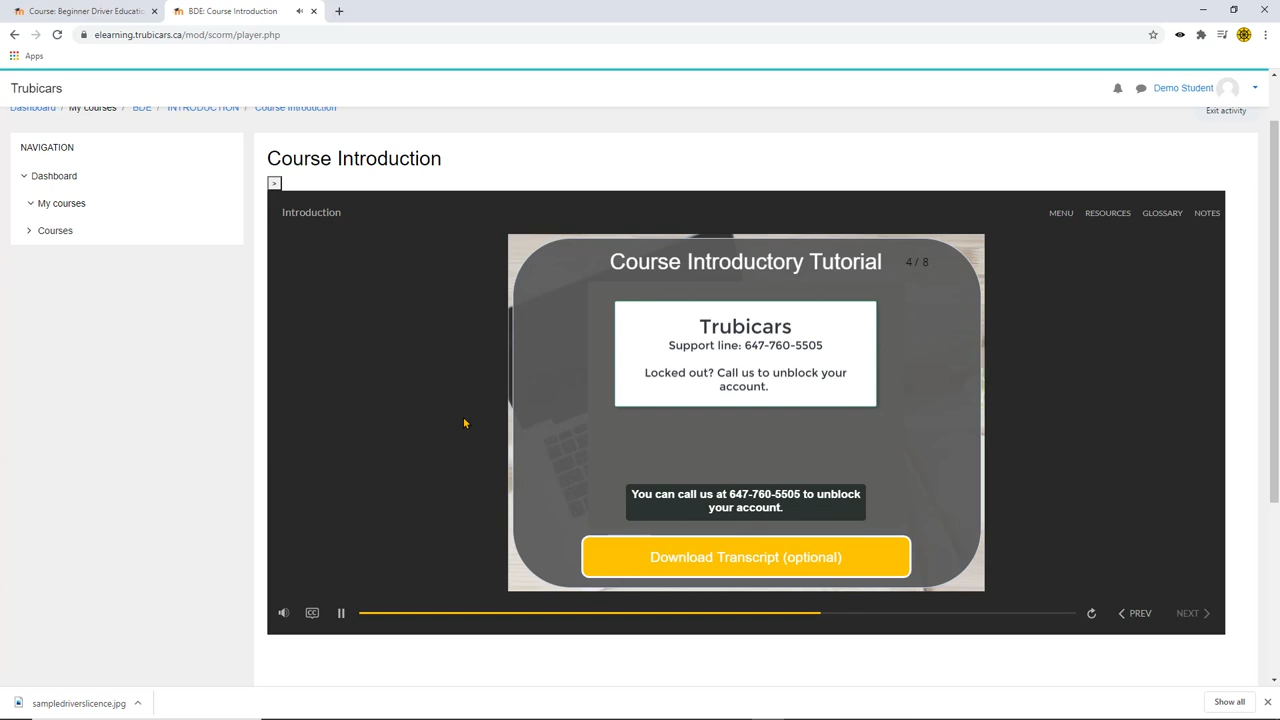 Course: Beginner Driver Educatio
BDE: Course Introduction
elearning.trubicars.ca/mod/scorm/player.php
Apps
Trubicars
Demo Student
Dashboard / My courses / BDE / INTRODUCTION / Course Introduction
Exit activity
NAVIGATION
Dashboard
My courses
Courses
Course Introduction
>
Introduction
MENU RESOURCES GLOSSARY NOTES
Course Introductory Tutorial 4 / 8
Trubicars
Support line: 647-760-5505
Locked out? Call us to unblock your
account.
You can call us at 647-760-5505 to unblock
your account.
Download Transcript (optional)
CC
PREV NEXT
sampledriverslicence.jpg
Show all